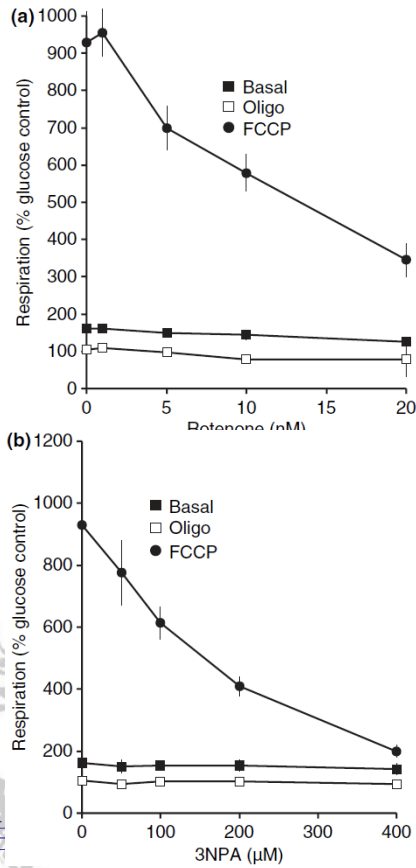 (a)
1000
900
800
700
600
500
400
300
200
100
0
Respiration (% glucose control)
Basal
Oligo
FCCP
0 5 10 15 20
Rotenone (nM)
(b)
1200
1000
800
600
400
200
0
Respiration (% glucose control)
Basal
Oligo
FCCP
0 100 200 300 400
3NPA (µM)